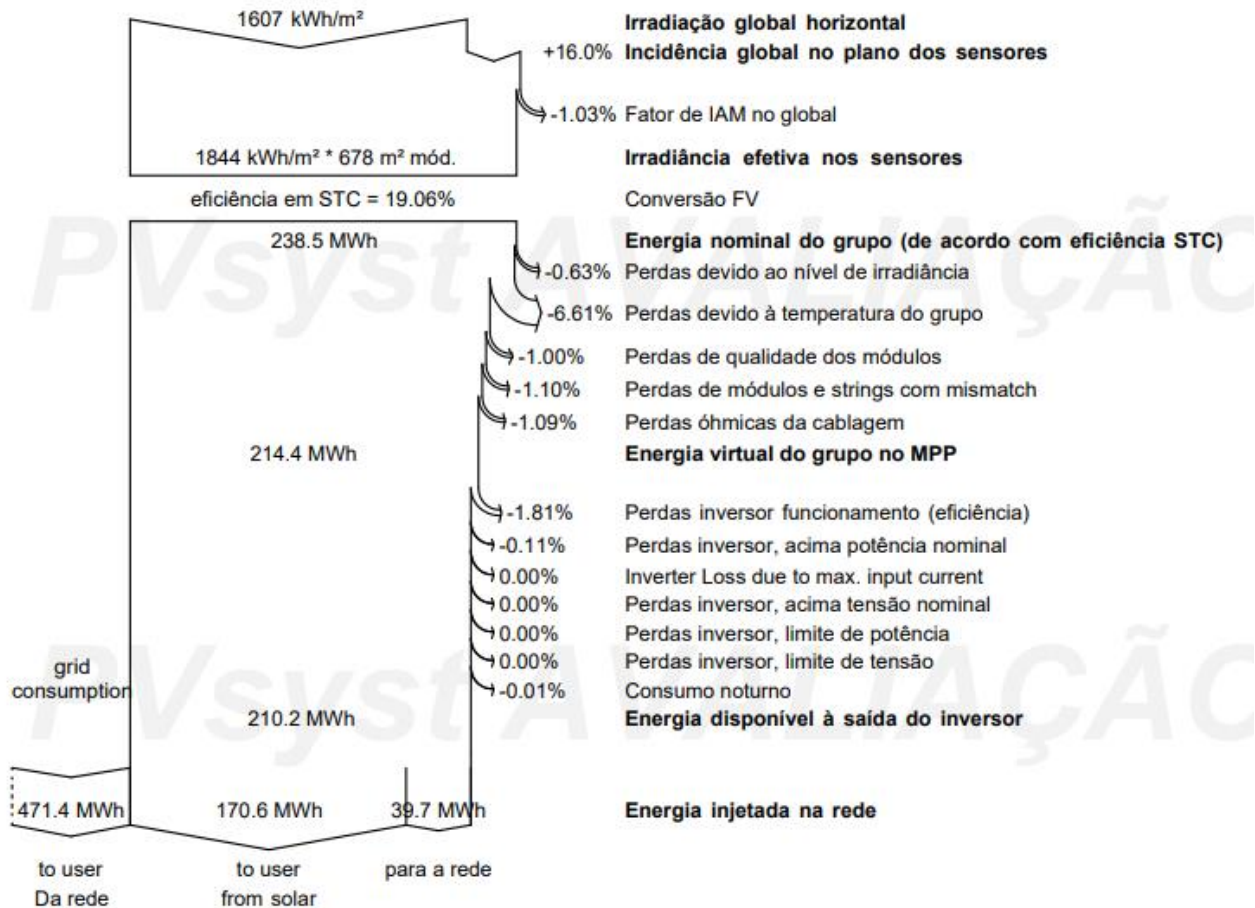 1607 kWh/m² Irradiação global horizontal
+16.0% Incidência global no plano dos sensores
-1.03% Fator de IAM no global
1844 kWh/m² * 678 m² mód. Irradiância efetiva nos sensores
eficiência em STC = 19.06% Conversão FV
238.5 MWh Energia nominal do grupo (de acordo com eficiência STC)
-0.63% Perdas devido ao nível de irradiância
-6.61% Perdas devido à temperatura do grupo
-1.00% Perdas de qualidade dos módulos
-1.10% Perdas de módulos e strings com mismatch
-1.09% Perdas óhmicas da cablagem
214.4 MWh Energia virtual do grupo no MPP
-1.81% Perdas inversor funcionamento (eficiência)
-0.11% Perdas inversor, acima potência nominal
0.00% Inverter Loss due to max. input current
0.00% Perdas inversor, acima tensão nominal
0.00% Perdas inversor, limite de potência
0.00% Perdas inversor, limite de tensão
grid
consumption
-0.01% Consumo noturno
210.2 MWh Energia disponível à saída do inversor
471.4 MWh 170.6 MWh 39.7 MWh Energia injetada na rede
to user to user para a rede
Da rede from solar
PVsyst AVALIAÇÃO
PVsyst AVALIAÇÃO